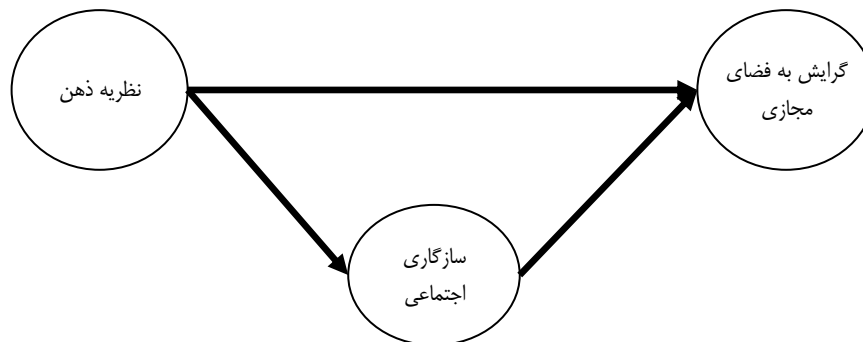 گرایش به فضای
مجازی
نظریه ذهن
سازگاری
اجتماعی